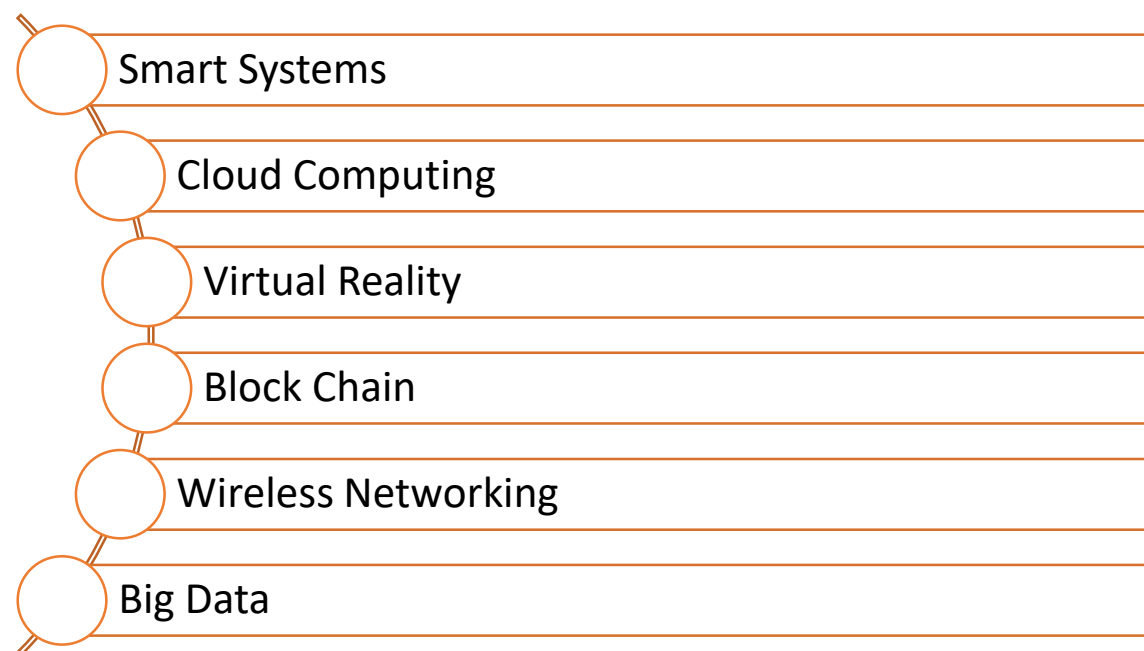 Smart Systems
Cloud Computing
Virtual Reality
Block Chain
Wireless Networking
Big Data